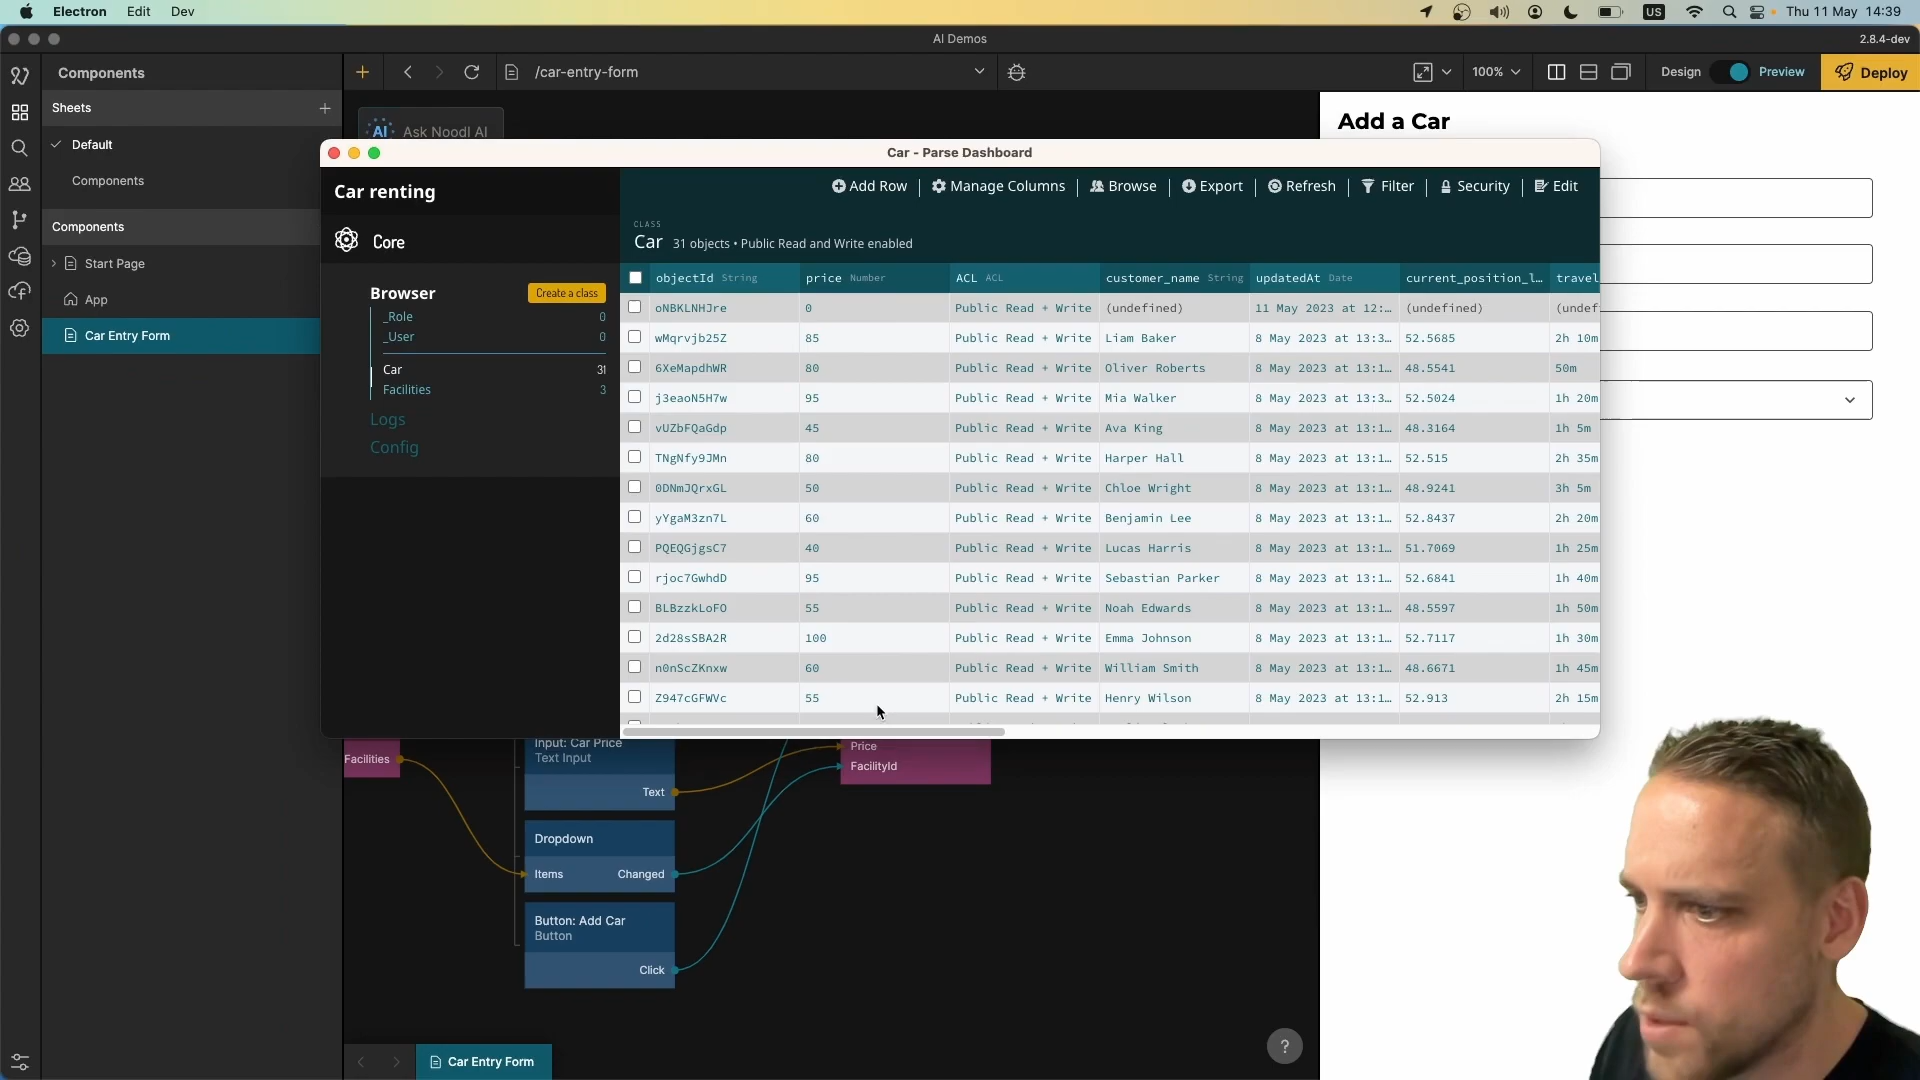 Electron Edit Dev
US
Thu 11 May 14:39
AI Demos
2.8.4-dev
Components
/car-entry-form
100%
Design
Preview
Deploy
Sheets
Default
Components
Components
Start Page
App
Car Entry Form
AI Ask Noodl AI
Add a Car
Car - Parse Dashboard
Car renting
Core
Browser
Create a class
_Role 0
_User 0
Car 31
Facilities 3
Logs
Config
Add Row
Manage Columns
Browse
Export
Refresh
Filter
Security
Edit
CLASS
Car 31 objects • Public Read and Write enabled
objectId String price Number ACL ACL customer_name String updatedAt Date current_position_l… travel
oNBKLNHJre 0 Public Read + Write (undefined) 11 May 2023 at 12:… (undefined) (undef
wMqrvjb25Z 85 Public Read + Write Liam Baker 8 May 2023 at 13:3… 52.5685 2h 10m
6XeMapdhWR 80 Public Read + Write Oliver Roberts 8 May 2023 at 13:1… 48.5541 50m
j3eaoN5H7w 95 Public Read + Write Mia Walker 8 May 2023 at 13:3… 52.5024 1h 20m
vUZbFQaGdp 45 Public Read + Write Ava King 8 May 2023 at 13:1… 48.3164 1h 5m
TNgNfy9JMn 80 Public Read + Write Harper Hall 8 May 2023 at 13:1… 52.515 2h 35m
0DNmJQrxGL 50 Public Read + Write Chloe Wright 8 May 2023 at 13:1… 48.9241 3h 5m
yYgaM3zn7L 60 Public Read + Write Benjamin Lee 8 May 2023 at 13:1… 52.8437 2h 20m
PQEQGjgsC7 40 Public Read + Write Lucas Harris 8 May 2023 at 13:1… 51.7069 1h 25m
rjoc7GwhdD 95 Public Read + Write Sebastian Parker 8 May 2023 at 13:1… 52.6841 1h 40m
BLBzzkLoFO 55 Public Read + Write Noah Edwards 8 May 2023 at 13:1… 48.5597 1h 50m
2d28sSBA2R 100 Public Read + Write Emma Johnson 8 May 2023 at 13:1… 52.7117 1h 30m
n0nScZKnxw 60 Public Read + Write William Smith 8 May 2023 at 13:1… 48.6671 1h 45m
Z947cGFWVc 55 Public Read + Write Henry Wilson 8 May 2023 at 13:1… 52.913 2h 15m
Facilities
Input: Car Price
Text Input
Text
Price
FacilityId
Dropdown
Items Changed
Button: Add Car
Button
Click
?
Car Entry Form